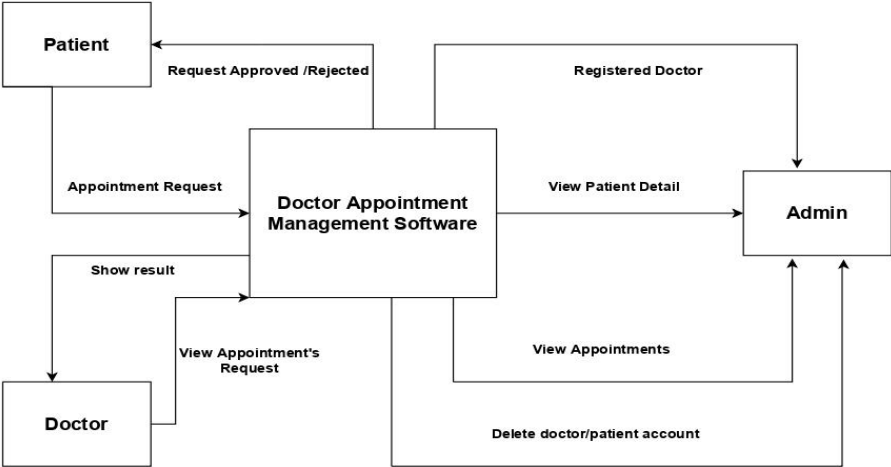 Patient
Request Approved /Rejected
Registered Doctor
Appointment Request
Doctor Appointment
Management Software
View Patient Detail
Admin
Show result
View Appointment's
Request
View Appointments
Doctor
Delete doctor/patient account